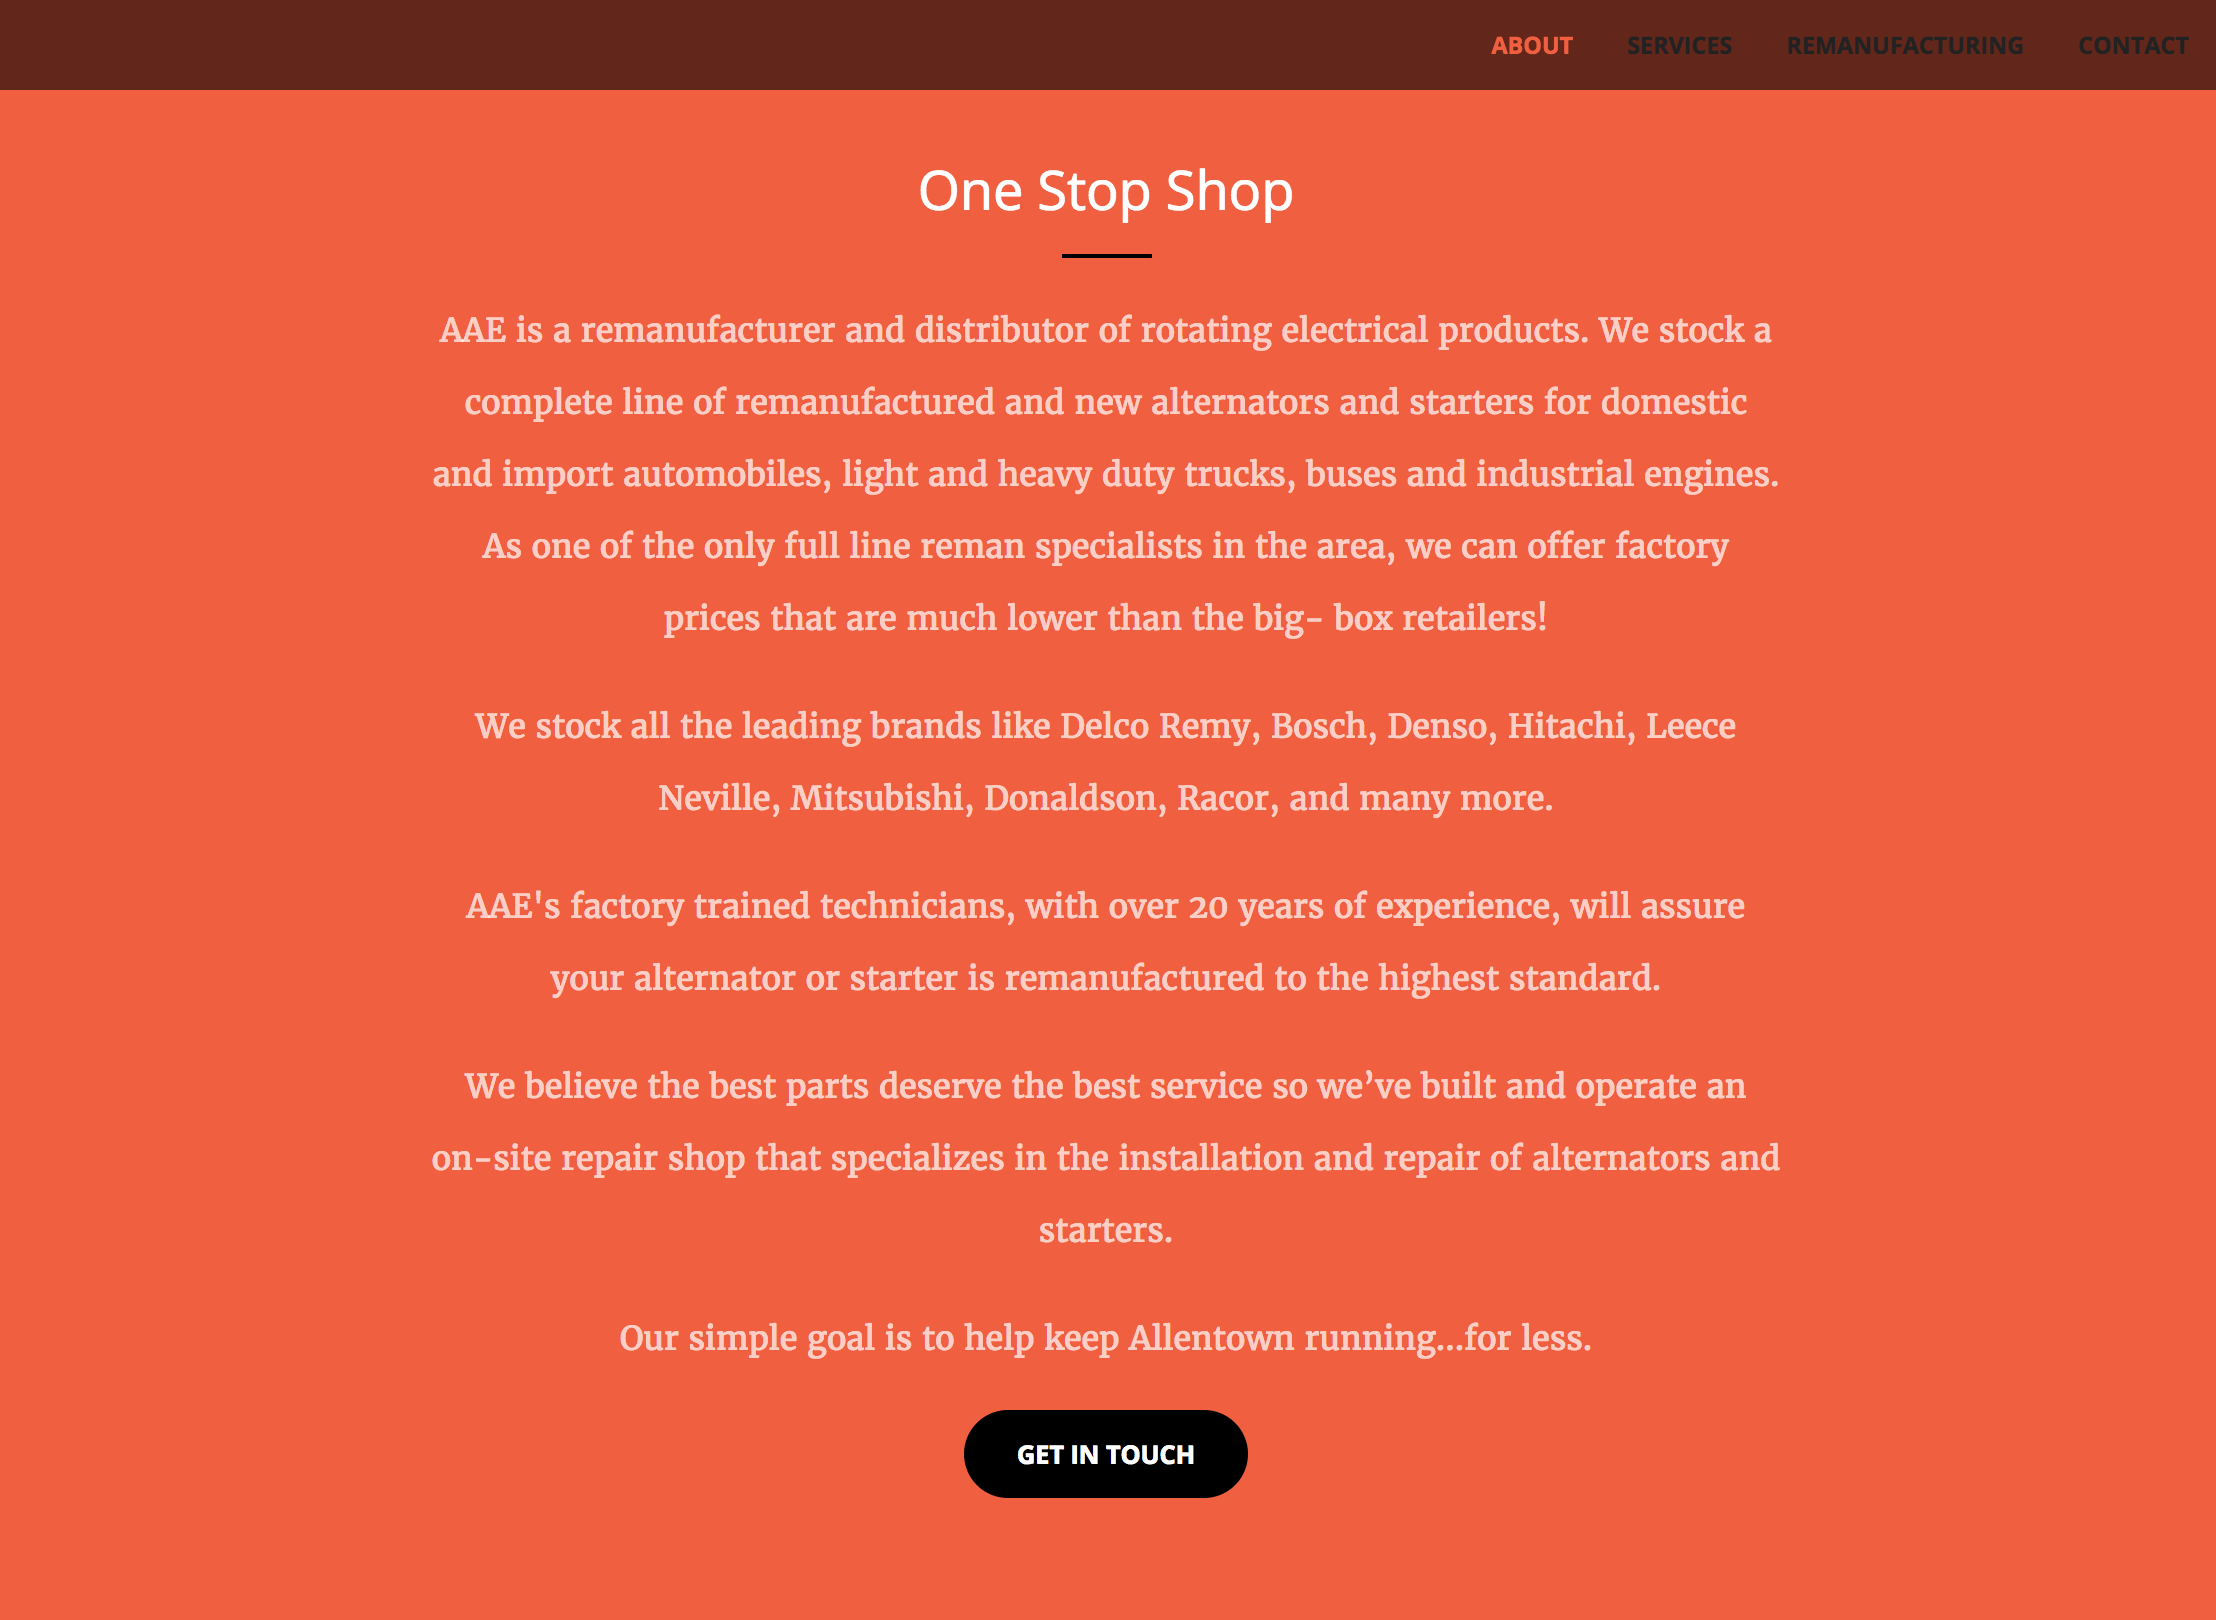 ABOUT SERVICES REMANUFACTURING CONTACT
One Stop Shop
AAE is a remanufacturer and distributor of rotating electrical products. We stock a
complete line of remanufactured and new alternators and starters for domestic
and import automobiles, light and heavy duty trucks, buses and industrial engines.
As one of the only full line reman specialists in the area, we can offer factory
prices that are much lower than the big- box retailers!
We stock all the leading brands like Delco Remy, Bosch, Denso, Hitachi, Leece
Neville, Mitsubishi, Donaldson, Racor, and many more.
AAE's factory trained technicians, with over 20 years of experience, will assure
your alternator or starter is remanufactured to the highest standard.
We believe the best parts deserve the best service so we’ve built and operate an
on-site repair shop that specializes in the installation and repair of alternators and
starters.
Our simple goal is to help keep Allentown running...for less.
GET IN TOUCH